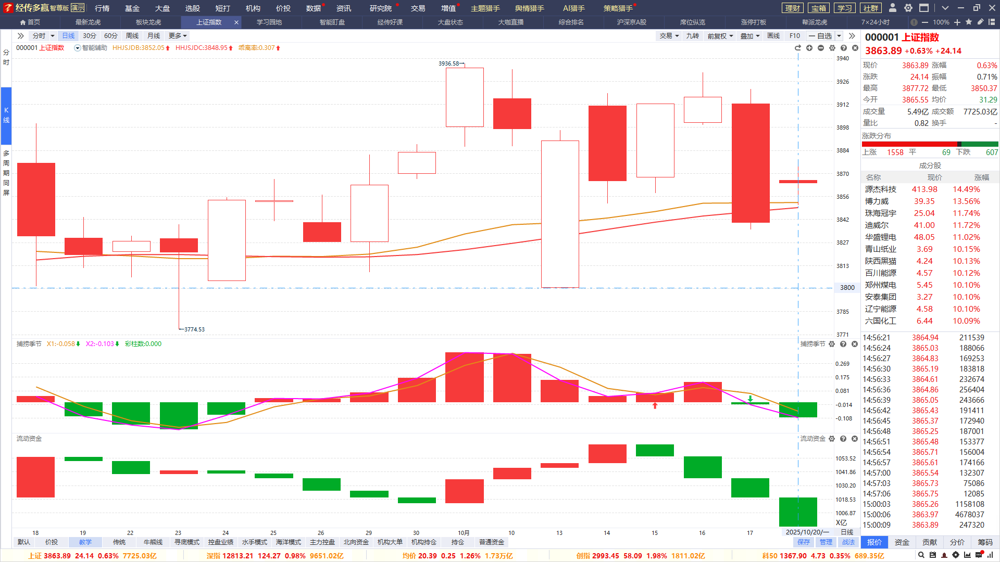 经传多赢 智尊版 演示 行情 基金 大盘 选股 短打 机构 价投 数据 资讯 研究院 交易 增值 主题猎手 舆情猎手 AI猎手 策略猎手 理财 宝箱 学习 社群
首页 最新龙虎 板块龙虎 上证指数 × 学习园地 智能盯盘 经传好课 大盘状态 大咖直播 综合排名 沪深京A股 席位纵览 涨停打板 帮派龙虎 7×24小时 100%
分时 日线 30分 60分 周线 月线 更多 交易 九转 前复权 叠加 画线 F10 自选
000001 上证指数 智能辅助 HHJSJDB:3852.05 HHJSJDC:3848.95 乖离率:0.307
分时
K线
多周期同屏
3936.58
3774.53
3940
3926
3912
3898
3884
3870
3856
3842
3827
3813
3800
3785
3771
捕捞季节 X1:-0.058 X2:-0.103 彩柱数:0.000 捕捞季节
0.269
0.175
0.081
-0.014
-0.108
流动资金 流动资金
1053.52
1041.86
1030.20
1018.53
1006.87
X亿
18 19 22 23 24 25 26 29 30 10月 10 13 14 15 16 17 2025/10/20/一 日线
默认 价投 教学 传统 牛能线 寻底模式 控盘业绩 水手模式 海洋模式 主力控盘 北向资金 机构大单 机构持仓 持仓 普通资金 保存 管理 战法
000001 上证指数
3863.89 +0.63% +24.14
现价 3863.89 涨幅 0.63%
涨跌 24.14 振幅 0.71%
最高 3877.72 最低 3850.37
今开 3865.55 均价 31.29
成交量 5.49亿 成交额 7725.03亿
量比 0.82 换手 -
涨跌分布
上涨 1558 平 69 下跌 607
成分股
名称 现价 涨幅
源杰科技 413.98 14.49%
博力威 39.35 13.56%
珠海冠宇 25.04 11.74%
迪威尔 41.00 11.72%
华盛锂电 48.05 11.02%
青山纸业 3.69 10.15%
陕西黑猫 4.24 10.13%
百川能源 4.57 10.12%
郑州煤电 5.45 10.10%
安泰集团 3.27 10.10%
辽宁能源 4.58 10.10%
六国化工 6.44 10.09%
14:56:21 3864.94 211539
14:56:24 3865.03 188066
14:56:27 3864.83 169253
14:56:30 3865.19 183818
14:56:33 3864.61 232674
14:56:36 3864.86 256404
14:56:39 3865.05 243666
14:56:42 3865.43 191411
14:56:45 3865.37 172940
14:56:48 3865.25 187001
14:56:51 3865.48 153377
14:56:54 3865.71 156004
14:56:57 3865.61 174166
14:57:00 3865.54 132307
14:57:03 3865.73 75086
14:57:06 3865.75 12085
15:00:03 3865.26 1158108
15:00:06 3863.97 4678037
15:00:09 3863.89 247320
报价 资金 贡献 分价 筹码
上证 3863.89 24.14 0.63% 7725.03亿 深指 12813.21 124.27 0.98% 9651.02亿 均价 20.39 0.25 1.26% 1.73万亿 创指 2993.45 58.09 1.98% 1811.02亿 科50 1367.90 4.73 0.35% 689.35亿